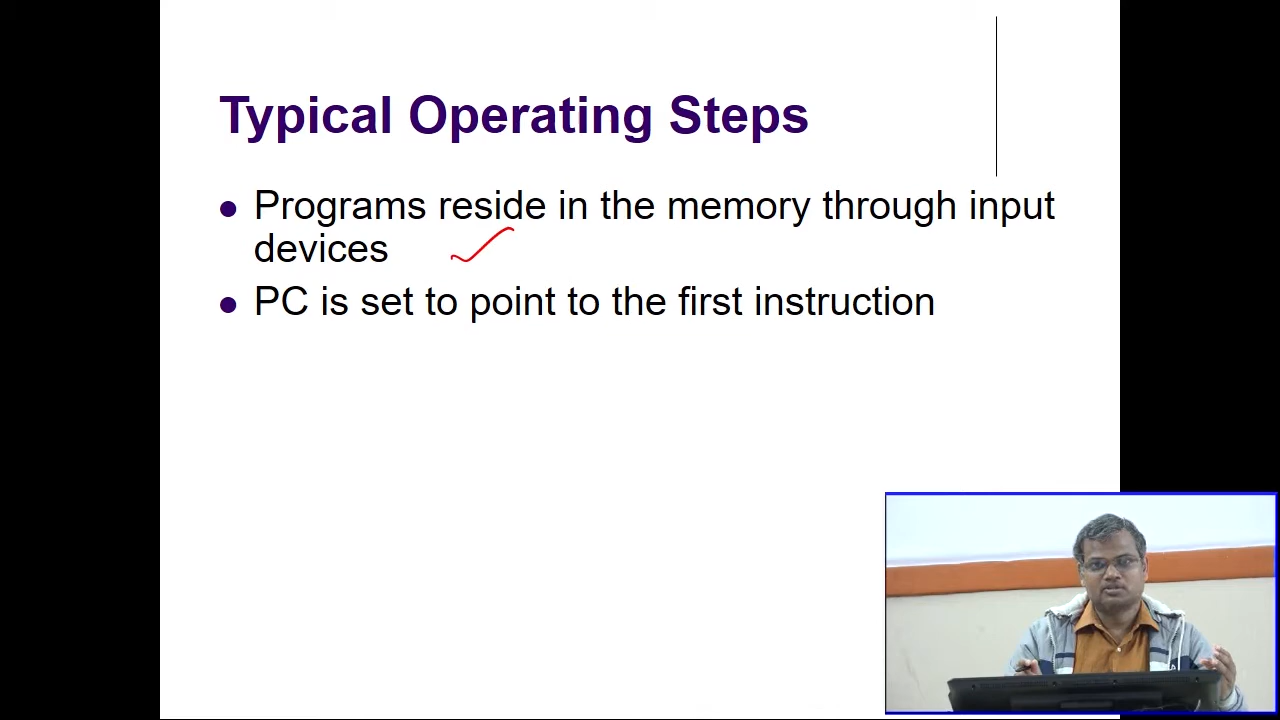 Typical Operating Steps
Programs reside in the memory through input
devices
PC is set to point to the first instruction